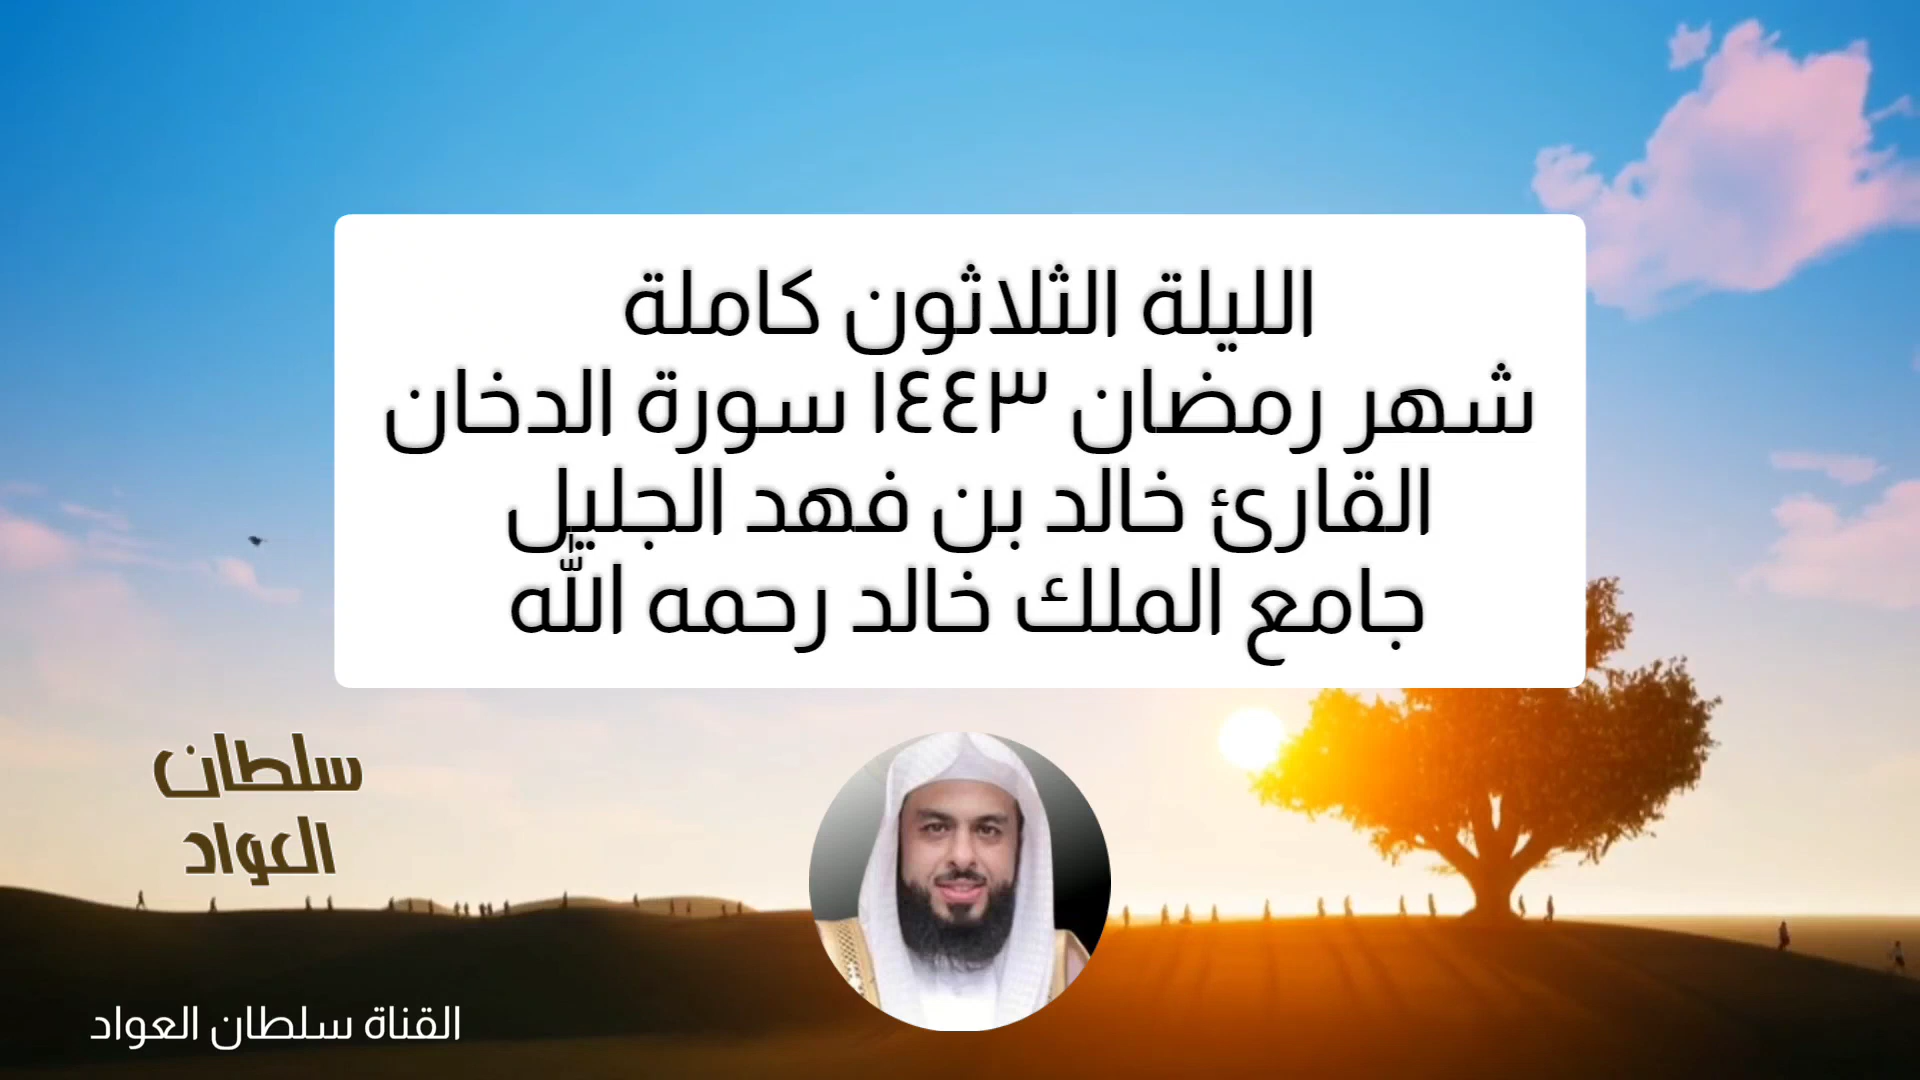 الليلة الثلاثون كاملة
شهر رمضان ١٤٤٣ سورة الدخان
القارئ خالد بن فهد الجليل
جامع الملك خالد رحمه الله
سلطان
العواد
القناة سلطان العواد